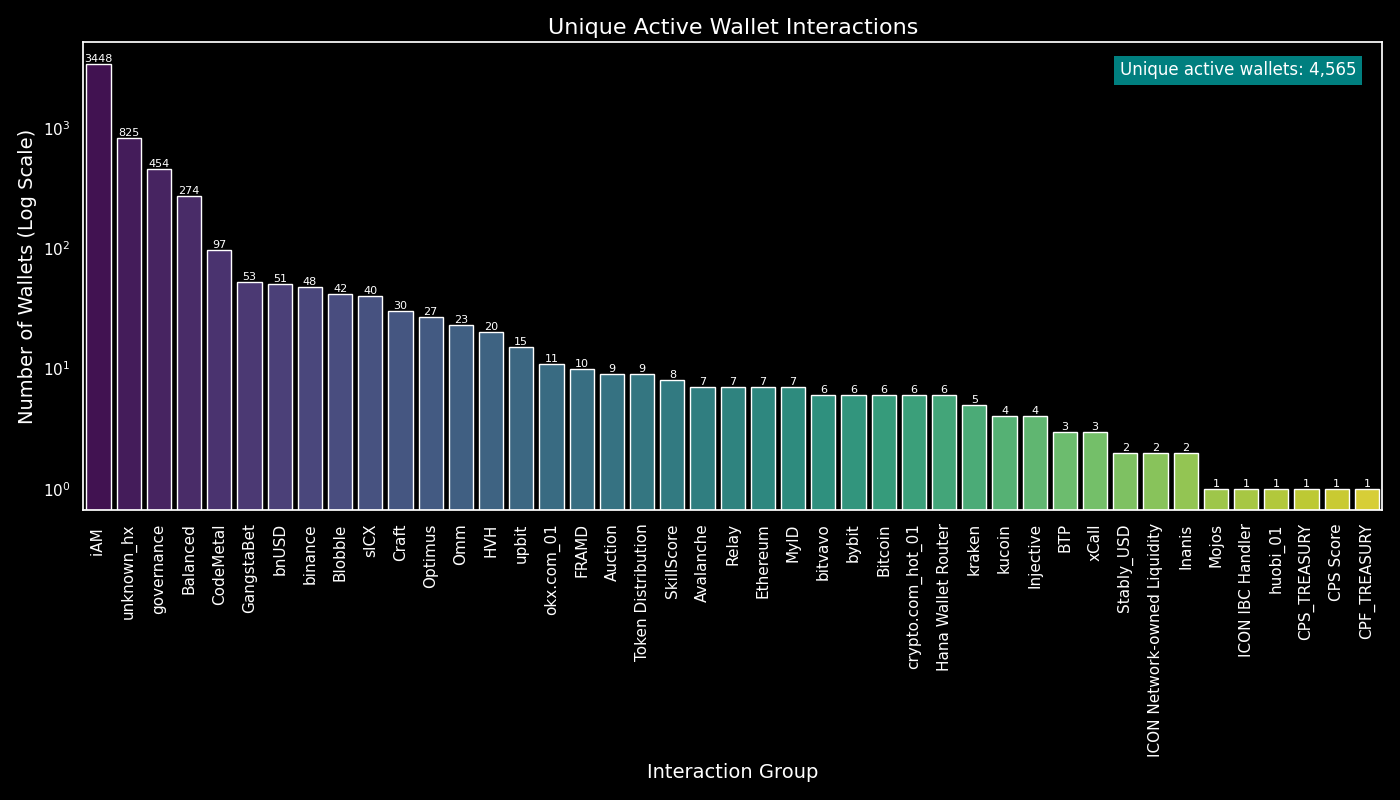 Unique Active Wallet Interactions
Unique active wallets: 4,565
Number of Wallets (Log Scale)
10³
10²
10¹
10⁰
3448
825
454
274
97
53
51
48
42
40
30
27
23
20
15
11
10
9
9
8
7
7
7
7
6
6
6
6
6
5
4
4
3
3
2
2
2
1
1
1
1
1
1
iAM
unknown_hx
governance
Balanced
CodeMetal
GangstaBet
bnUSD
binance
Blobble
sICX
Craft
Optimus
Omm
HVH
upbit
okx.com_01
FRAMD
Auction
Token Distribution
SkillScore
Avalanche
Relay
Ethereum
MyID
bitvavo
bybit
Bitcoin
crypto.com_hot_01
Hana Wallet Router
kraken
kucoin
Injective
BTP
xCall
Stably_USD
ICON Network-owned Liquidity
Inanis
Mojos
ICON IBC Handler
huobi_01
CPS_TREASURY
CPS Score
CPF_TREASURY
Interaction Group